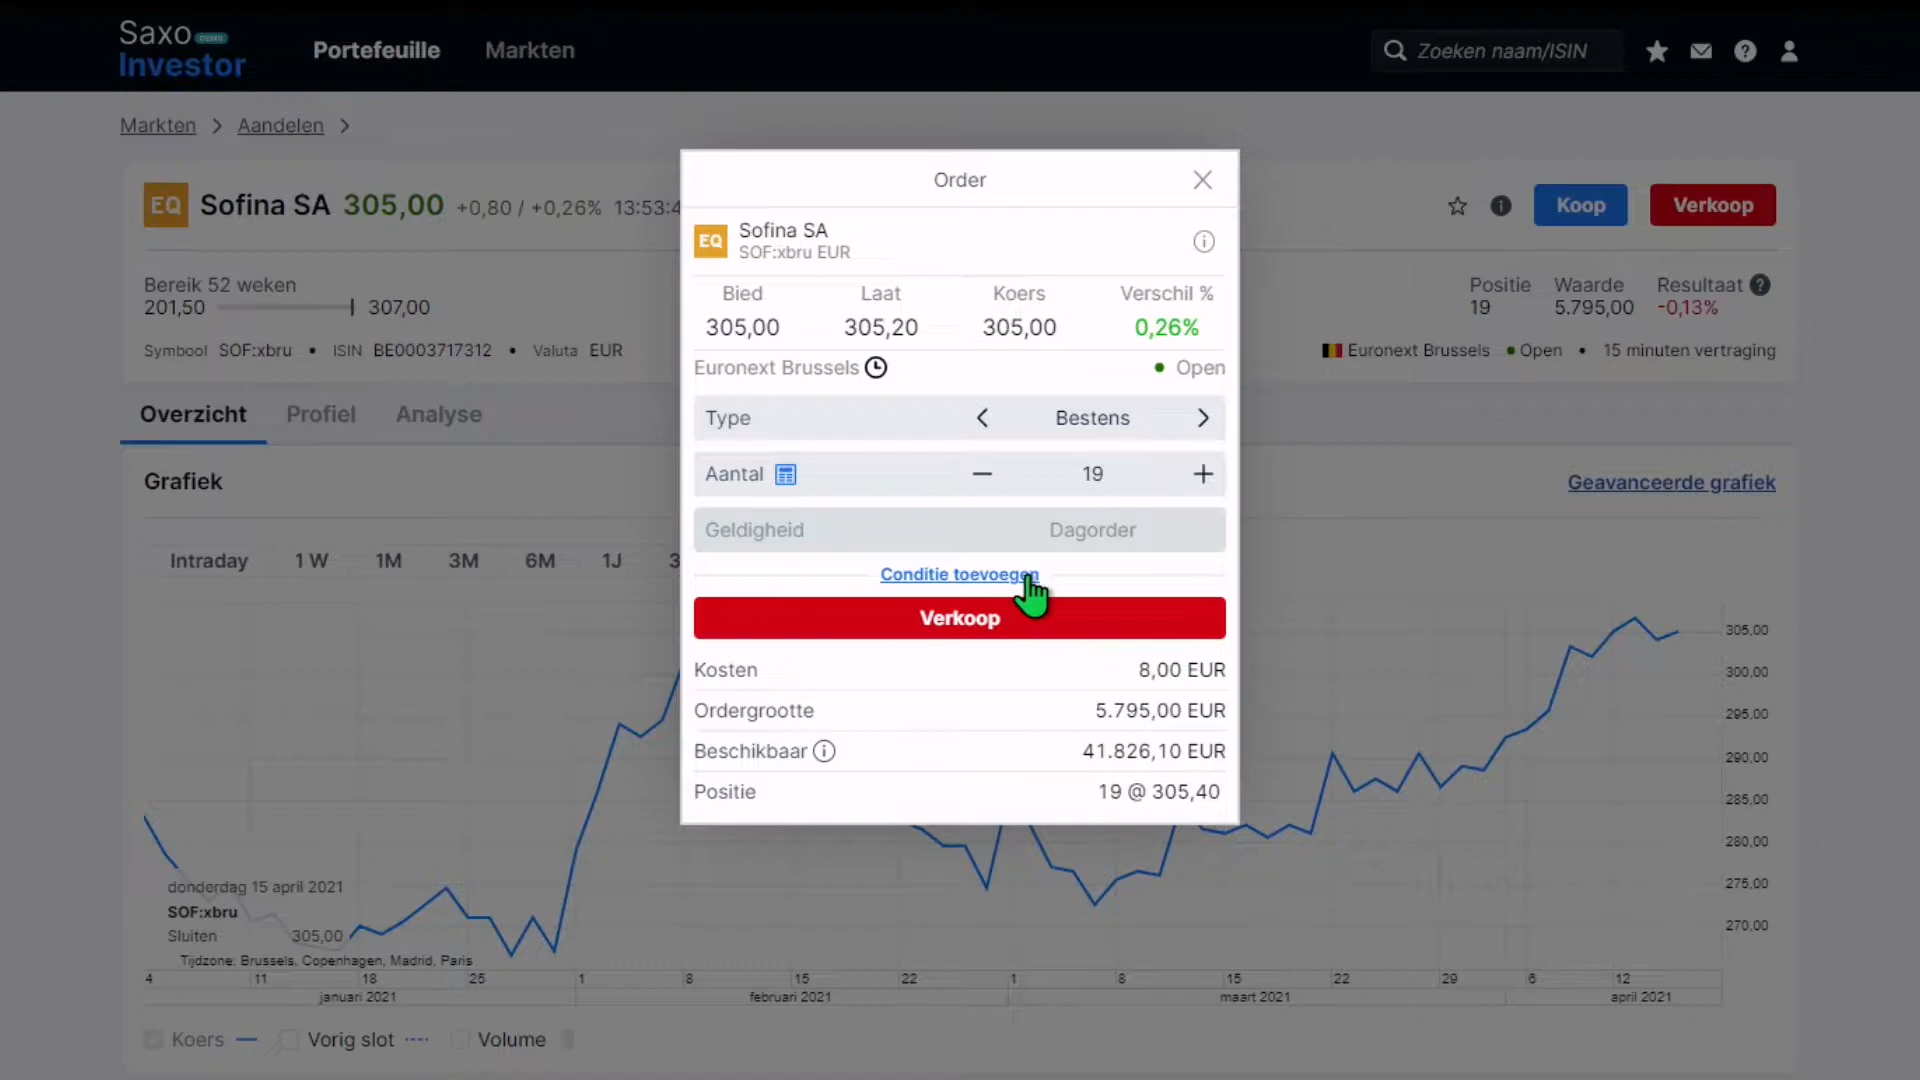 Saxo DEMO
Investor
Portefeuille Markten
Zoeken naam/ISIN
Markten > Aandelen >
EQ Sofina SA 305,00 +0,80 / +0,26% 13:53:4
Koop Verkoop
Bereik 52 weken
201,50 307,00
Positie Waarde Resultaat
19 5.795,00 -0,13%
Symbool SOF:xbru • ISIN BE0003717312 • Valuta EUR
Euronext Brussels • Open • 15 minuten vertraging
Overzicht Profiel Analyse
Grafiek
Geavanceerde grafiek
Intraday 1 W 1M 3M 6M 1J 3
Order
EQ Sofina SA
SOF:xbru EUR
Bied Laat Koers Verschil %
305,00 305,20 305,00 0,26%
Euronext Brussels • Open
Type < Bestens >
Aantal — 19 +
Geldigheid Dagorder
Conditie toevoegen
Verkoop
Kosten 8,00 EUR
Ordergrootte 5.795,00 EUR
Beschikbaar 41.826,10 EUR
Positie 19 @ 305,40
305,00
300,00
295,00
290,00
285,00
280,00
275,00
270,00
donderdag 15 april 2021
SOF:xbru
Sluiten 305,00
Tijdzone: Brussels, Copenhagen, Madrid, Paris
4 11 18 25 1 8 15 22 1 8 15 22 29 6 12
januari 2021 februari 2021 maart 2021 april 2021
Koers Vorig slot Volume